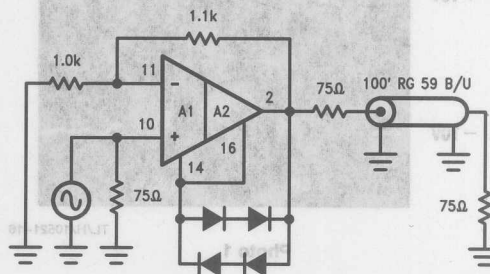 1.1k
1.0k
11
-
A1
A2
2
75Ω
100' RG 59 B/U
10
+
16
14
75Ω
75Ω
Photo 1